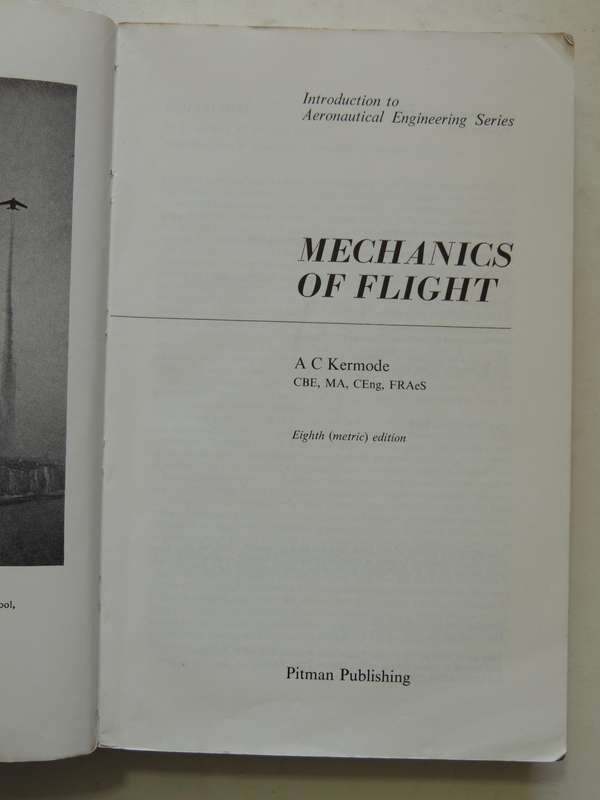 Introduction to
Aeronautical Engineering Series
MECHANICS
OF FLIGHT
A C Kermode
CBE, MA, CEng, FRAeS
Eighth (metric) edition
Pitman Publishing